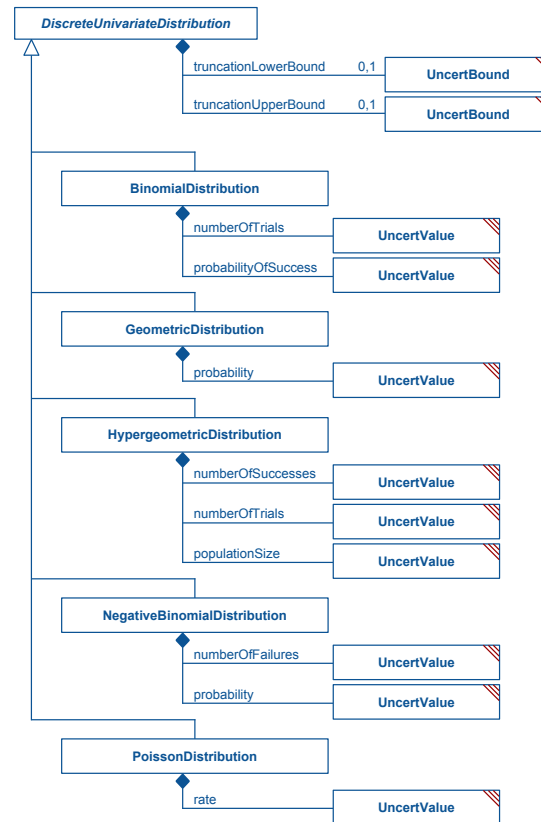 DiscreteUnivariateDistribution
truncationLowerBound 0,1 UncertBound
truncationUpperBound 0,1 UncertBound
BinomialDistribution
numberOfTrials UncertValue
probabilityOfSuccess UncertValue
GeometricDistribution
probability UncertValue
HypergeometricDistribution
numberOfSuccesses UncertValue
numberOfTrials UncertValue
populationSize UncertValue
NegativeBinomialDistribution
numberOfFailures UncertValue
probability UncertValue
PoissonDistribution
rate UncertValue